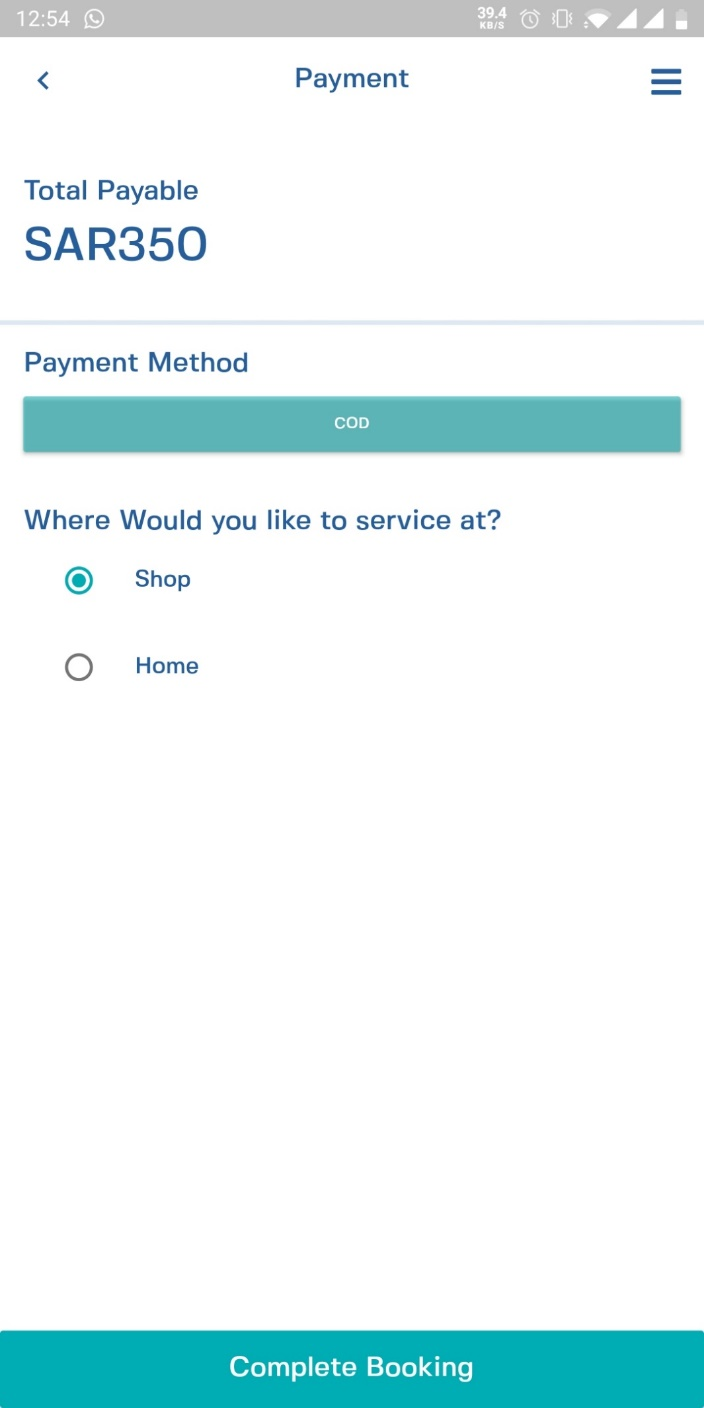 12:54
39.4
KB/S
Payment
Total Payable
SAR350
Payment Method
COD
Where Would you like to service at?
Shop
Home
Complete Booking